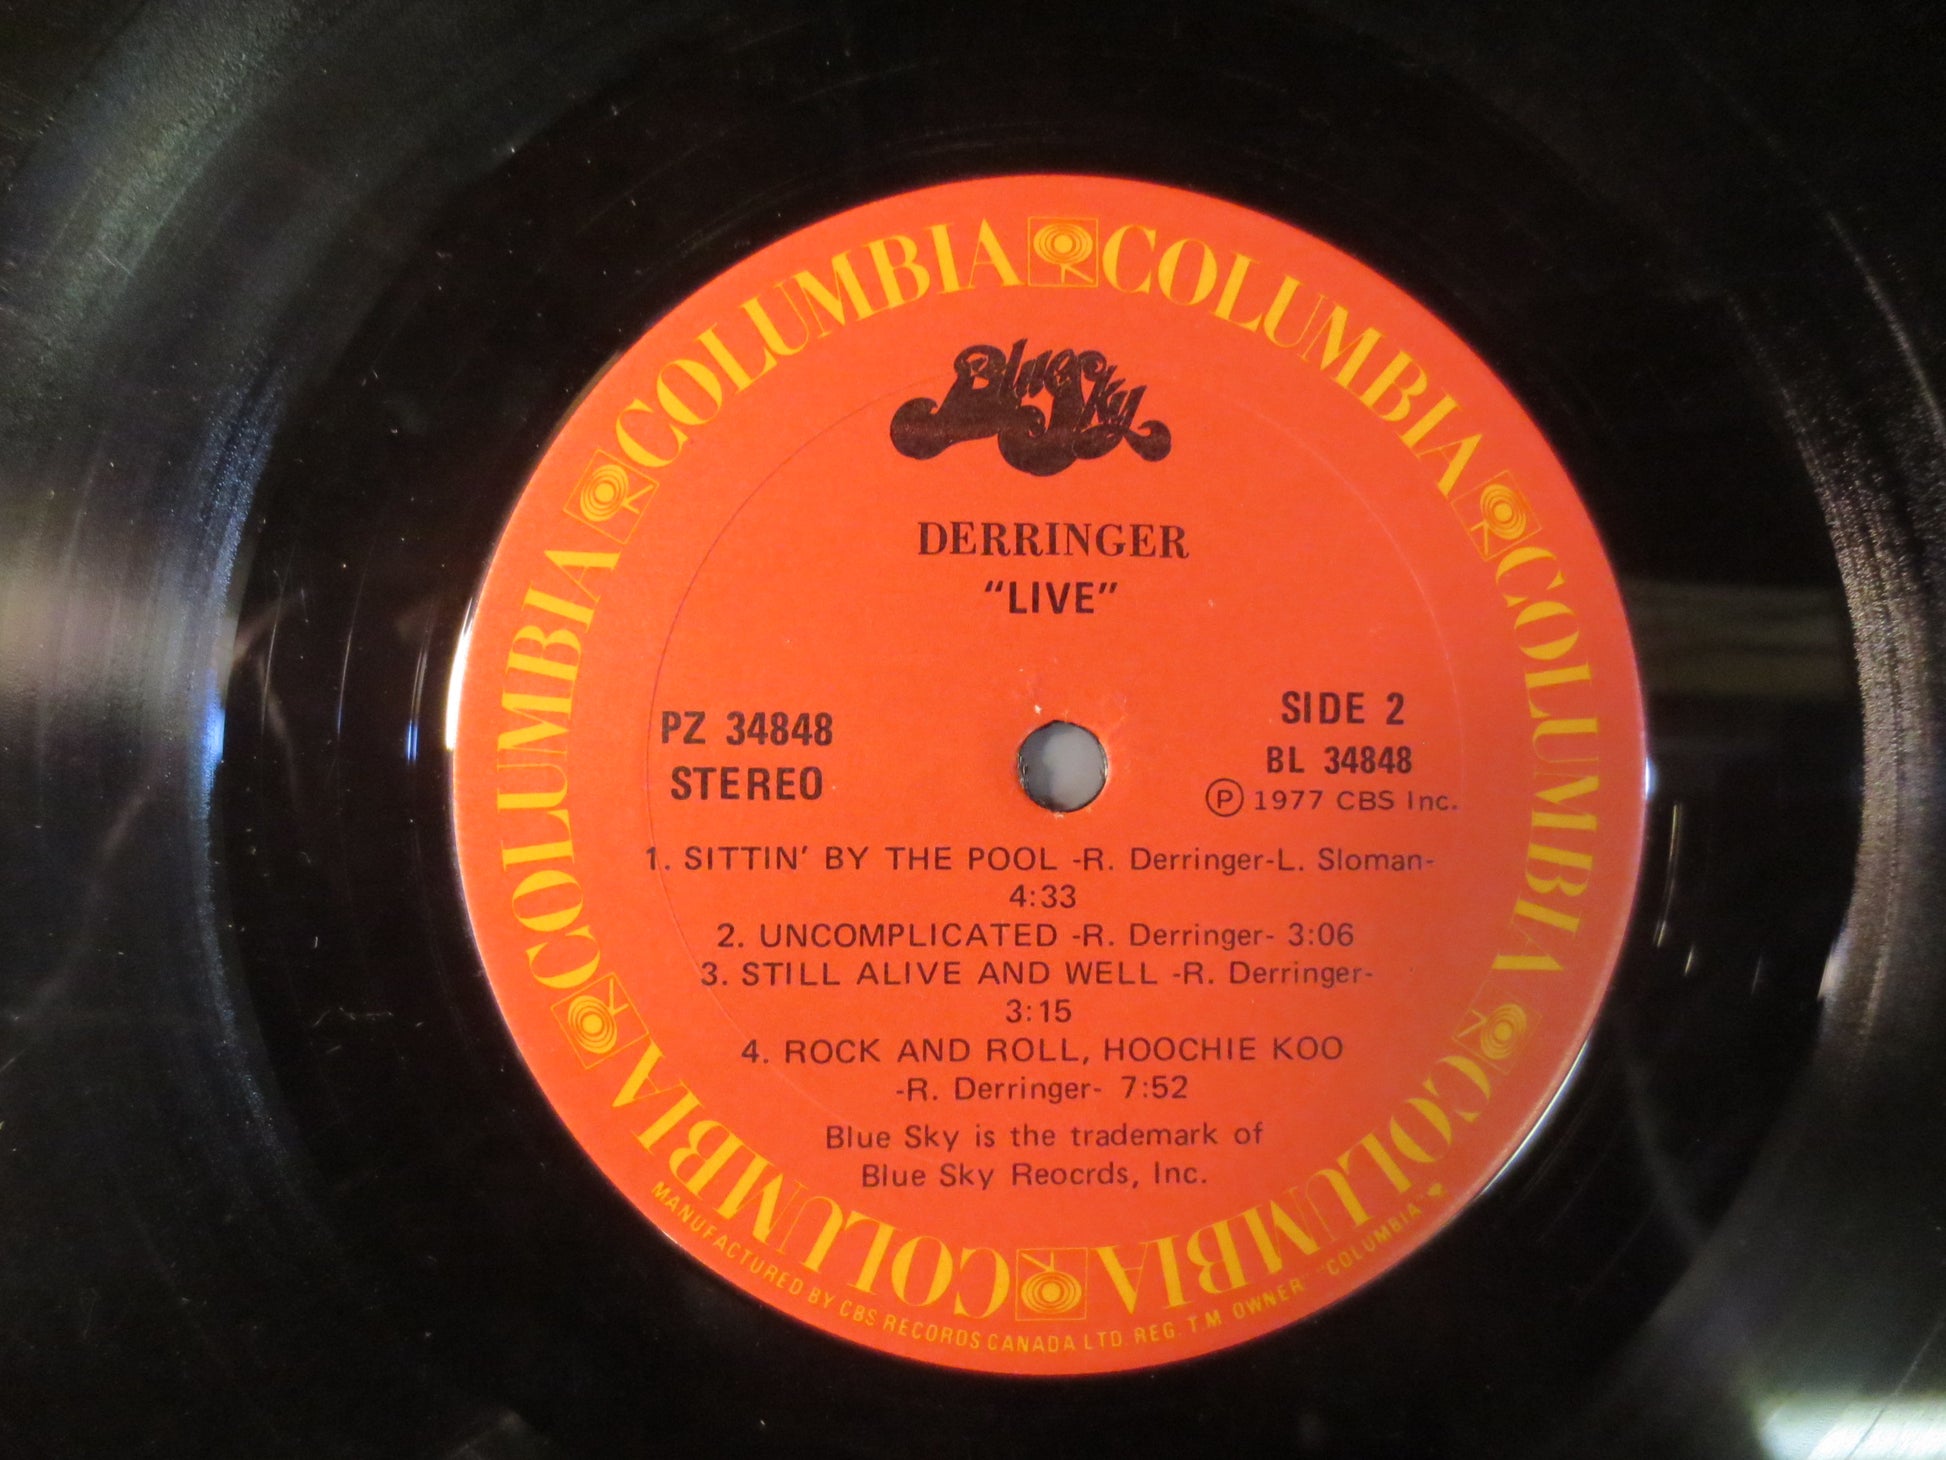 COLUMBIA COLUMBIA COLUMBIA COLUMBIA COLUMBIA COLUMBIA
Blue Sky
DERRINGER
“LIVE”
PZ 34848
STEREO
SIDE 2
BL 34848
Ⓟ 1977 CBS Inc.
1. SITTIN’ BY THE POOL -R. Derringer-L. Sloman-
4:33
2. UNCOMPLICATED -R. Derringer- 3:06
3. STILL ALIVE AND WELL -R. Derringer-
3:15
4. ROCK AND ROLL, HOOCHIE KOO
-R. Derringer- 7:52
Blue Sky is the trademark of
Blue Sky Reocrds, Inc.
MANUFACTURED BY CBS RECORDS CANADA LTD. REG. T.M. OWNER "COLUMBIA"